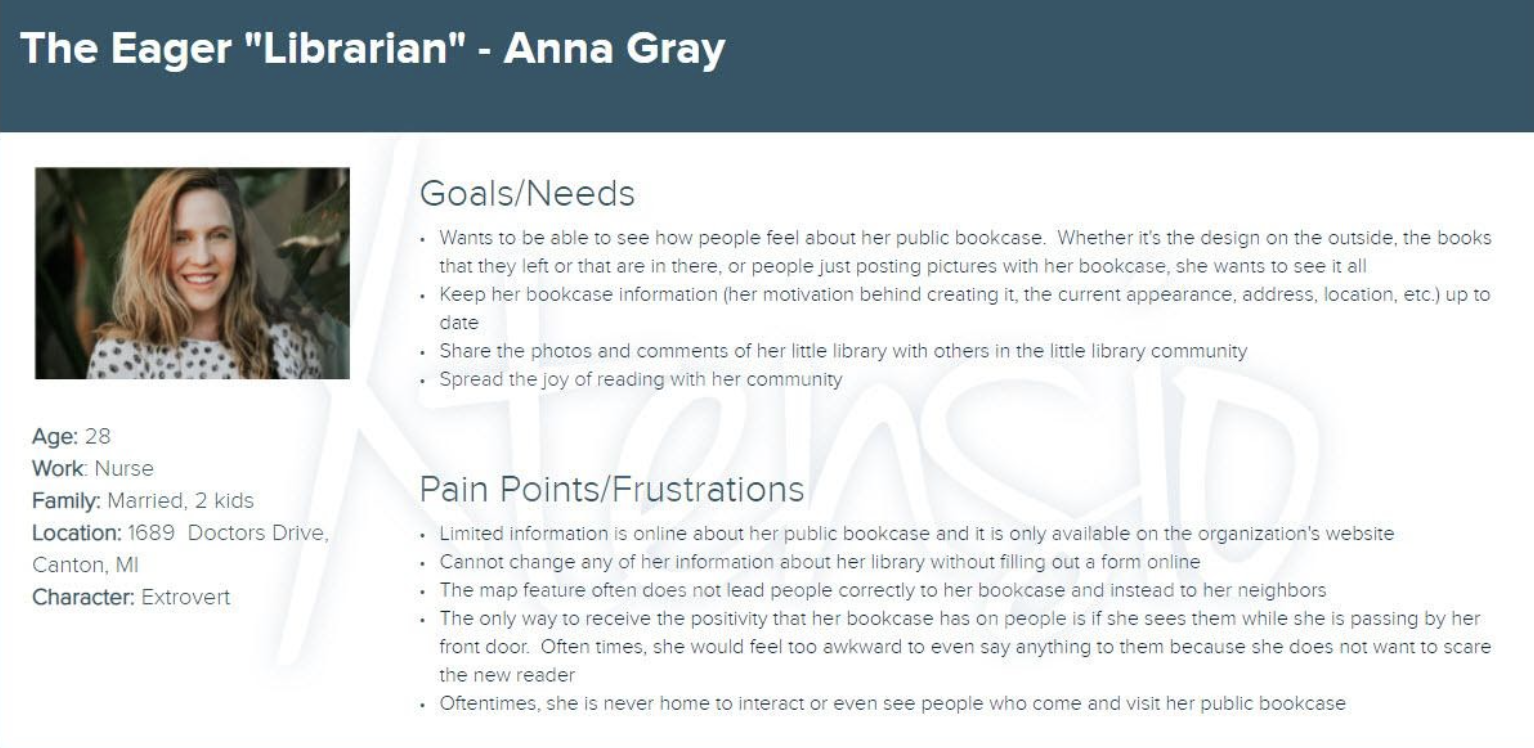 The Eager "Librarian" - Anna Gray
Age: 28
Work: Nurse
Family: Married, 2 kids
Location: 1689 Doctors Drive,
Canton, MI
Character: Extrovert
Goals/Needs
• Wants to be able to see how people feel about her public bookcase. Whether it's the design on the outside, the books
that they left or that are in there, or people just posting pictures with her bookcase, she wants to see it all
• Keep her bookcase information (her motivation behind creating it, the current appearance, address, location, etc.) up to
date
• Share the photos and comments of her little library with others in the little library community
• Spread the joy of reading with her community
Pain Points/Frustrations
• Limited information is online about her public bookcase and it is only available on the organization's website
• Cannot change any of her information about her library without filling out a form online
• The map feature often does not lead people correctly to her bookcase and instead to her neighbors
• The only way to receive the positivity that her bookcase has on people is if she sees them while she is passing by her
front door. Often times, she would feel too awkward to even say anything to them because she does not want to scare
the new reader
• Oftentimes, she is never home to interact or even see people who come and visit her public bookcase
Xtensio